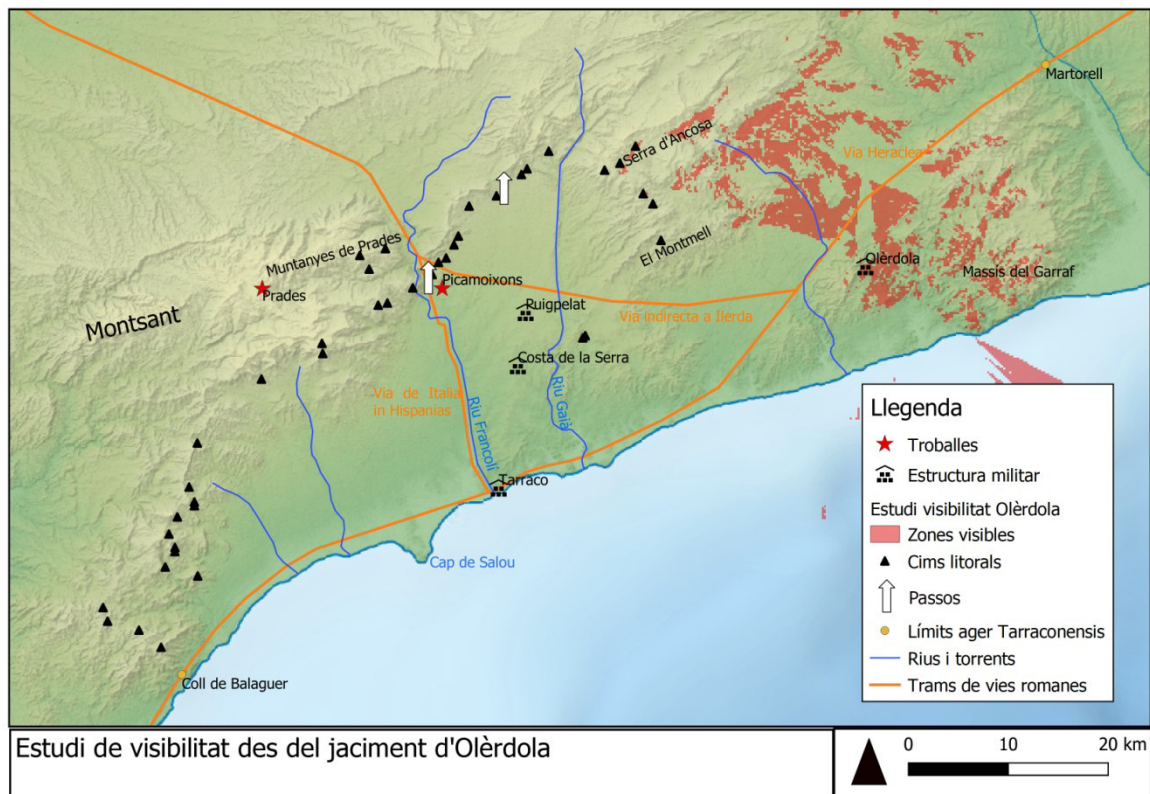 Martorell
Via Heraclea
Serra d'Ancosa
El Montmell
Muntanyes de Prades
Prades
Montsant
Picamoixons
Puigpelat
Via indirecta a Ilerda
Olèrdola
Massis del Garraf
Costa de la Serra
Via de Italia
in Hispanias
Riu Francolí
Riu Gaià
Tarraco
Cap de Salou
Coll de Balaguer
Llegenda
Troballes
Estructura militar
Estudi visibilitat Olèrdola
Zones visibles
Cims litorals
Passos
Límits ager Tarraconensis
Rius i torrents
Trams de vies romanes
Estudi de visibilitat des del jaciment d'Olèrdola
0 10 20 km